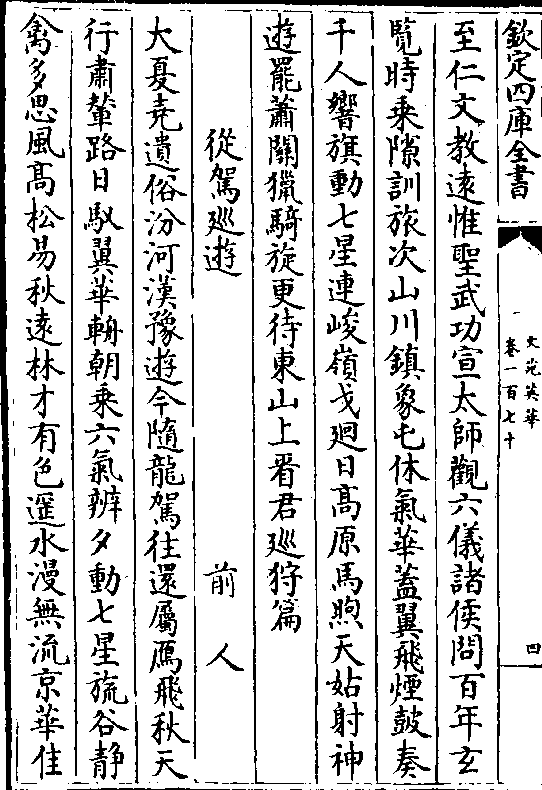 欽定四庫全書
文苑英華
卷一百七十
四
至仁文教遠惟聖武功宣太師觀六儀諸侯問百年玄
覽時乘隙訓旅次山川鎮象屯休氣華蓋翼飛煙鼓奏
千人響旗動七星連峻嶺戈廻日高原馬煦天姑射神
遊罷蕭關獵騎旋更待東山上看君廵狩篇
從駕廵遊 前人
大夏堯遺俗汾河漢豫遊今隨龍駕往還屬鴈飛秋天
行肅輦路日馭翼華輈朝乘六氣辨夕動七星旒谷静
禽多思風髙松易秋遠林才有色遥水漫無流京華佳